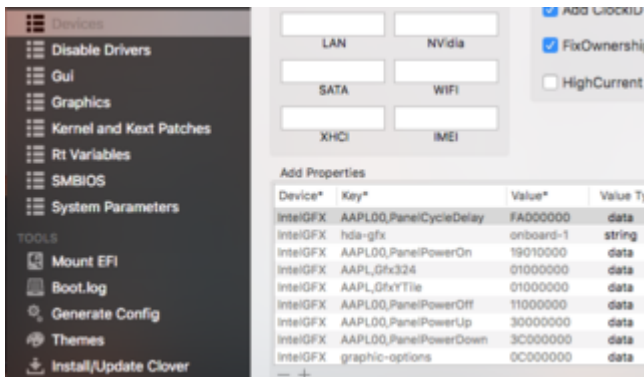 Devices
Disable Drivers
Gui
Graphics
Kernel and Kext Patches
Rt Variables
SMBIOS
System Parameters
TOOLS
Mount EFI
Boot.log
Generate Config
Themes
Install/Update Clover
LAN NVidia
SATA WIFI
XHCI IMEI
Add ClockID
FixOwnership
HighCurrent
Add Properties
Device* Key* Value* Value Ty
IntelGFX AAPL00,PanelCycleDelay FA000000 data
IntelGFX hda-gfx onboard-1 string
IntelGFX AAPL00,PanelPowerOn 19010000 data
IntelGFX AAPL,Gfx324 01000000 data
IntelGFX AAPL,GfxYTile 01000000 data
IntelGFX AAPL00,PanelPowerOff 11000000 data
IntelGFX AAPL00,PanelPowerUp 30000000 data
IntelGFX AAPL00,PanelPowerDown 3C000000 data
IntelGFX graphic-options 0C000000 data